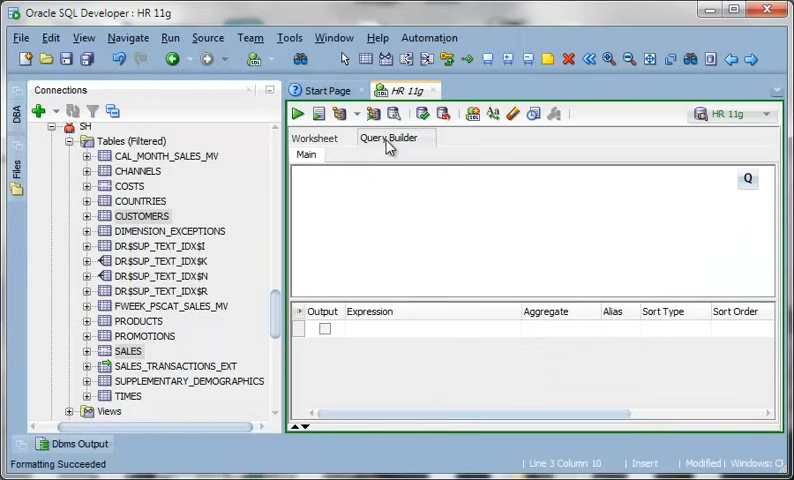 Oracle SQL Developer : HR 11g
File Edit View Navigate Run Source Team Tools Window Help Automation
Connections
Start Page
HR 11g
DBA
Files
HR 11g
Worksheet Query Builder
Main
Q
SH
Tables (Filtered)
CAL_MONTH_SALES_MV
CHANNELS
COSTS
COUNTRIES
CUSTOMERS
DIMENSION_EXCEPTIONS
DR$SUP_TEXT_IDX$I
DR$SUP_TEXT_IDX$K
DR$SUP_TEXT_IDX$N
DR$SUP_TEXT_IDX$R
FWEEK_PSCAT_SALES_MV
PRODUCTS
PROMOTIONS
SALES
SALES_TRANSACTIONS_EXT
SUPPLEMENTARY_DEMOGRAPHICS
TIMES
Views
Output Expression Aggregate Alias Sort Type Sort Order
Dbms Output
Formatting Succeeded
Line 3 Column 10 Insert Modified